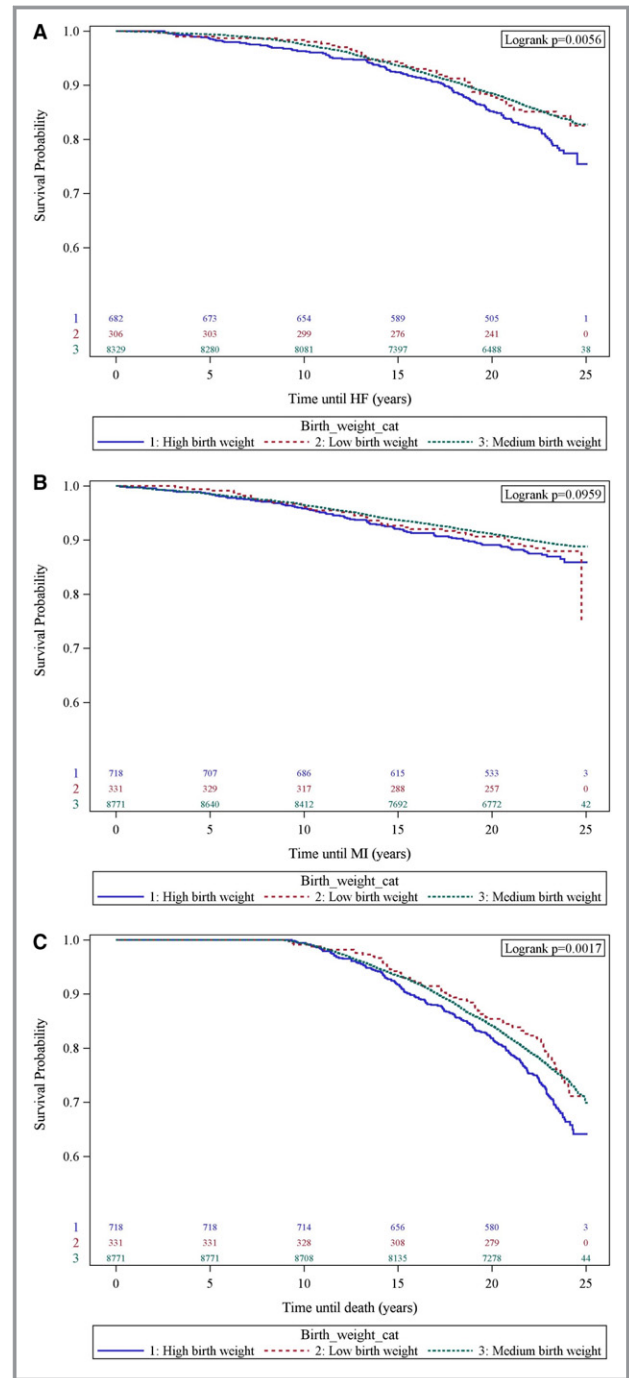 A
Logrank p=0.0056
1.0
0.9
0.8
0.7
0.6
Survival Probability
1 682 673 654 589 505 1
2 306 303 299 276 241 0
3 8329 8280 8081 7397 6488 38
0 5 10 15 20 25
Time until HF (years)
Birth_weight_cat
1: High birth weight 2: Low birth weight 3: Medium birth weight
B
Logrank p=0.0959
1.0
0.9
0.8
0.7
0.6
Survival Probability
1 718 707 686 615 533 3
2 331 329 317 288 257 0
3 8771 8640 8412 7692 6772 42
0 5 10 15 20 25
Time until MI (years)
Birth_weight_cat
1: High birth weight 2: Low birth weight 3: Medium birth weight
C
Logrank p=0.0017
1.0
0.9
0.8
0.7
0.6
Survival Probability
1 718 718 714 656 580 3
2 331 331 328 308 279 0
3 8771 8771 8708 8135 7278 44
0 5 10 15 20 25
Time until death (years)
Birth_weight_cat
1: High birth weight 2: Low birth weight 3: Medium birth weight